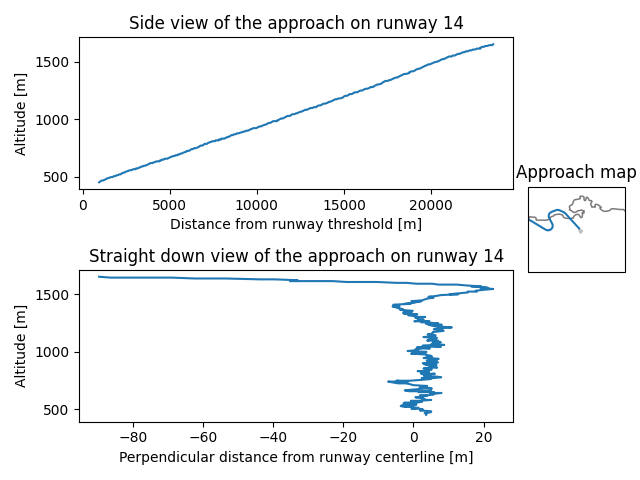 Side view of the approach on runway 14
Altitude [m]
1500
1000
500
0 5000 10000 15000 20000
Distance from runway threshold [m]
Approach map
Straight down view of the approach on runway 14
Altitude [m]
1500
1000
500
−80 −60 −40 −20 0 20
Perpendicular distance from runway centerline [m]